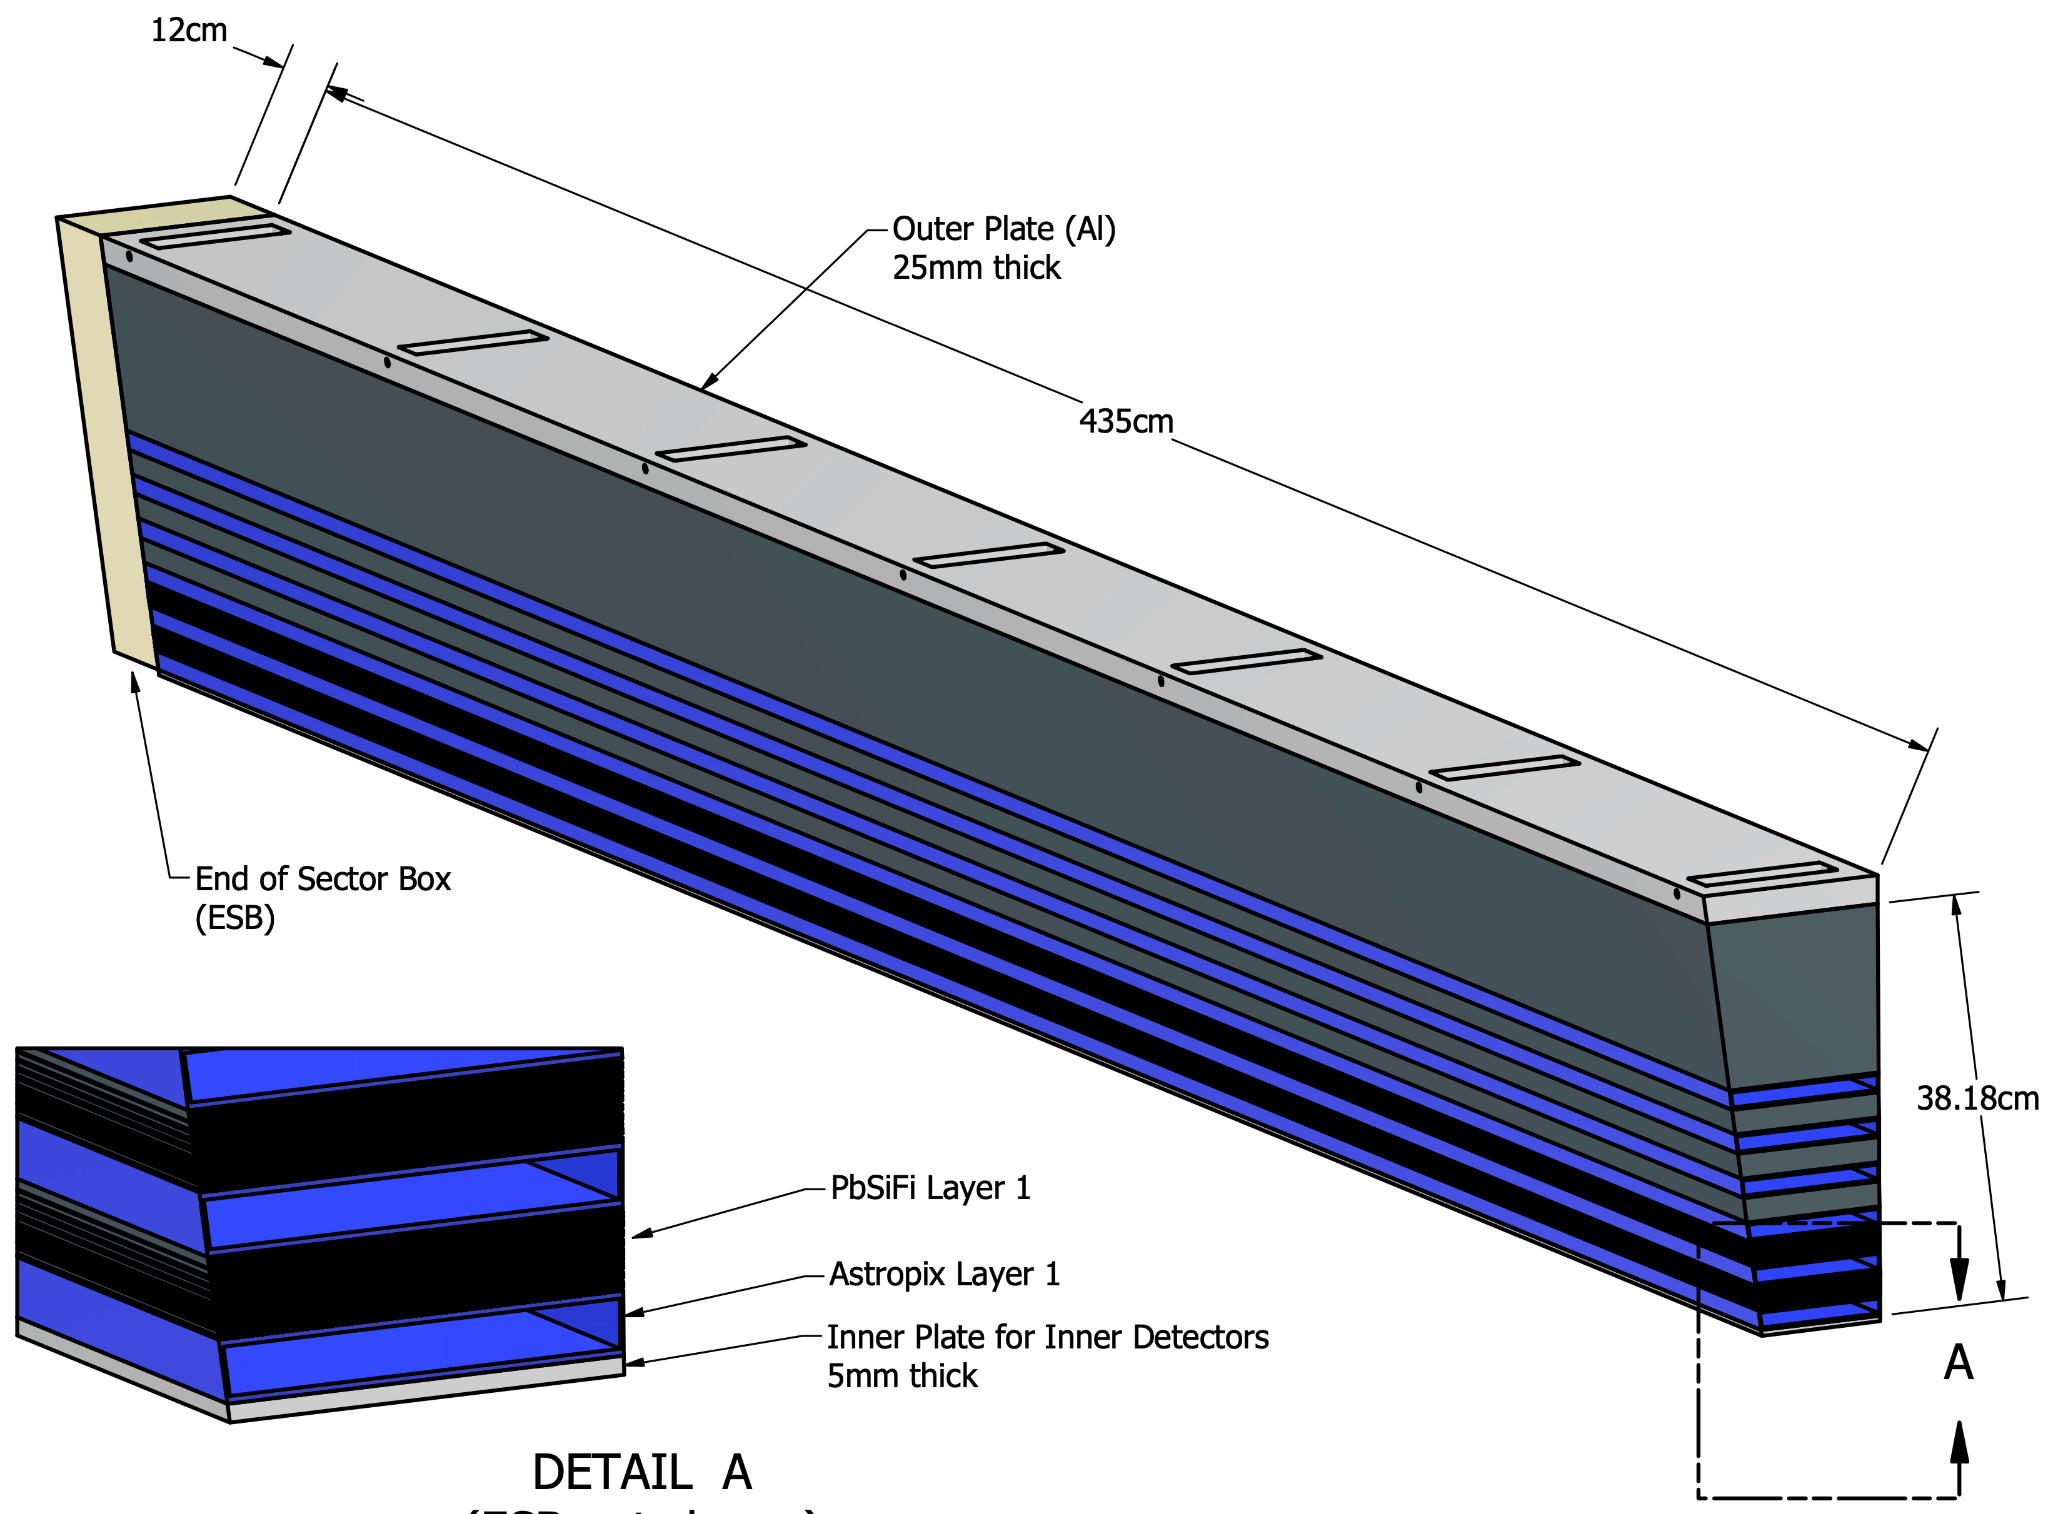 12cm
Outer Plate (Al)
25mm thick
435cm
End of Sector Box
(ESB)
38.18cm
PbSiFi Layer 1
Astropix Layer 1
Inner Plate for Inner Detectors
5mm thick
A
DETAIL A